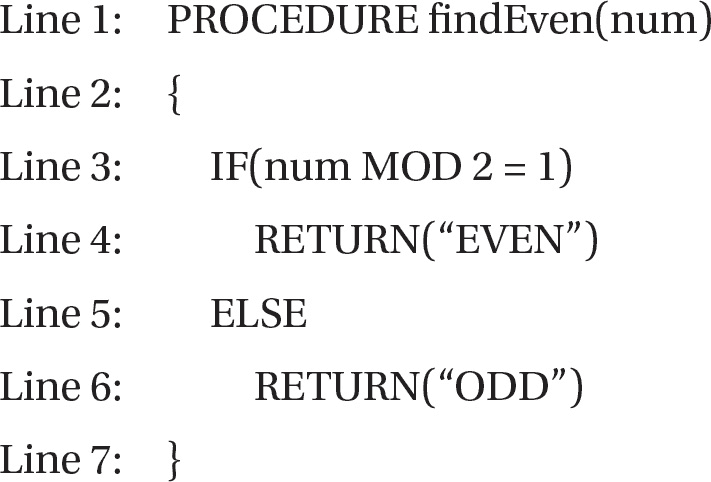 Line 1: PROCEDURE findEven(num)
Line 2: {
Line 3: IF(num MOD 2 = 1)
Line 4: RETURN(“EVEN”)
Line 5: ELSE
Line 6: RETURN(“ODD”)
Line 7: }